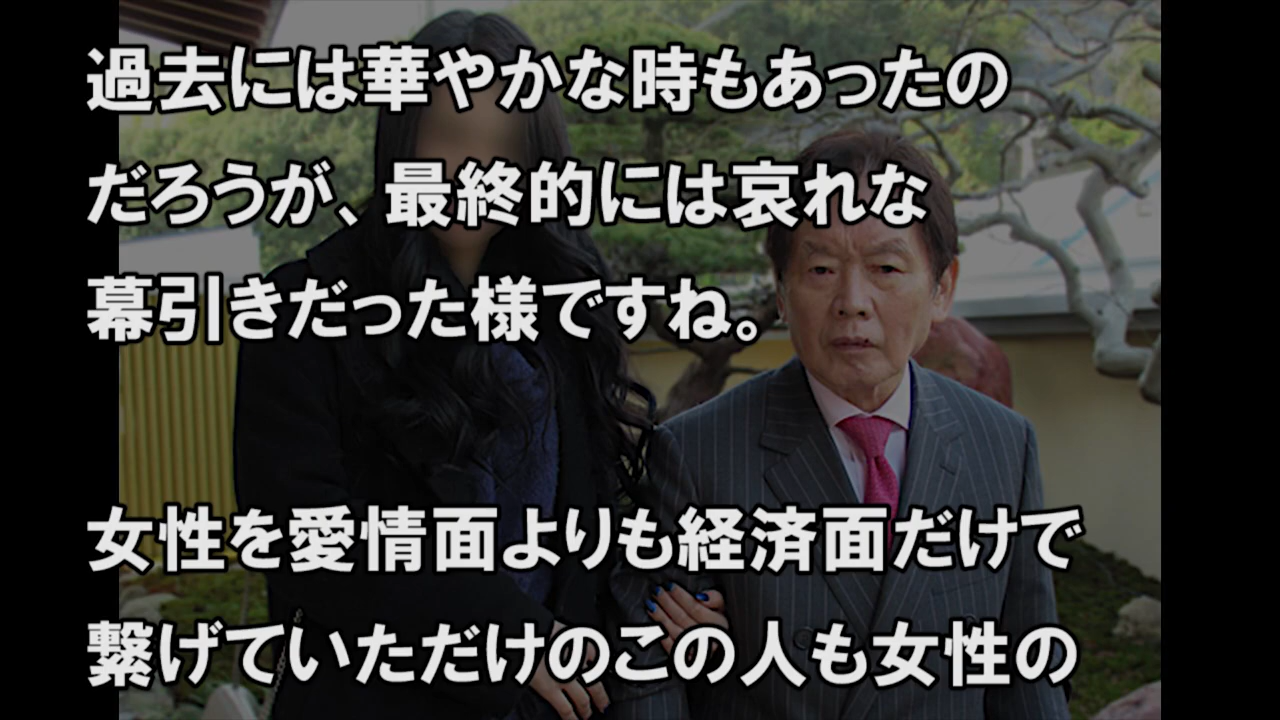 過去には華やかな時もあったの
だろうが、最終的には哀れな
幕引きだった様ですね。
女性を愛情面よりも経済面だけで
繋げていただけのこの人も女性の